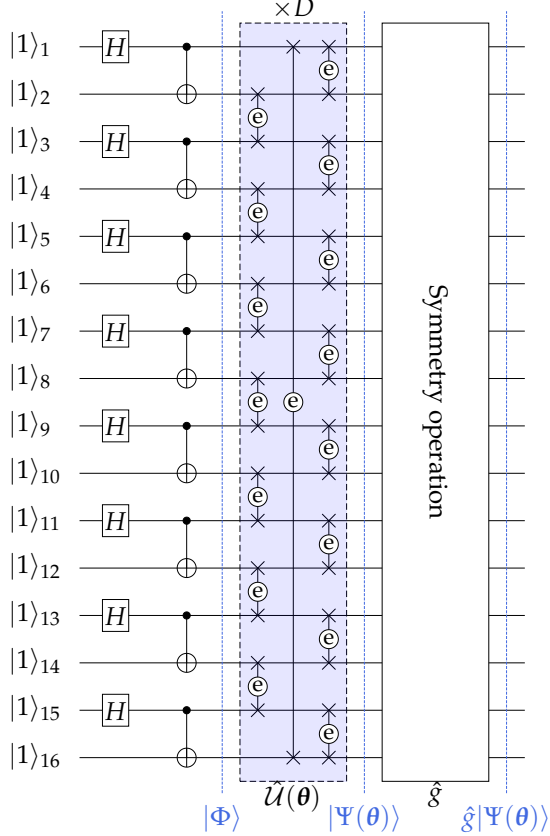 ×D
|1⟩1 H e
|1⟩2 e
|1⟩3 H e
|1⟩4 e
|1⟩5 H e
|1⟩6 e
|1⟩7 H e
|1⟩8 e e
|1⟩9 H e
|1⟩10 e
|1⟩11 H e
|1⟩12 e
|1⟩13 H e
|1⟩14 e
|1⟩15 H e
|1⟩16
Symmetry operation
Û(θ) ĝ
|Φ⟩ |Ψ(θ)⟩ ĝ|Ψ(θ)⟩